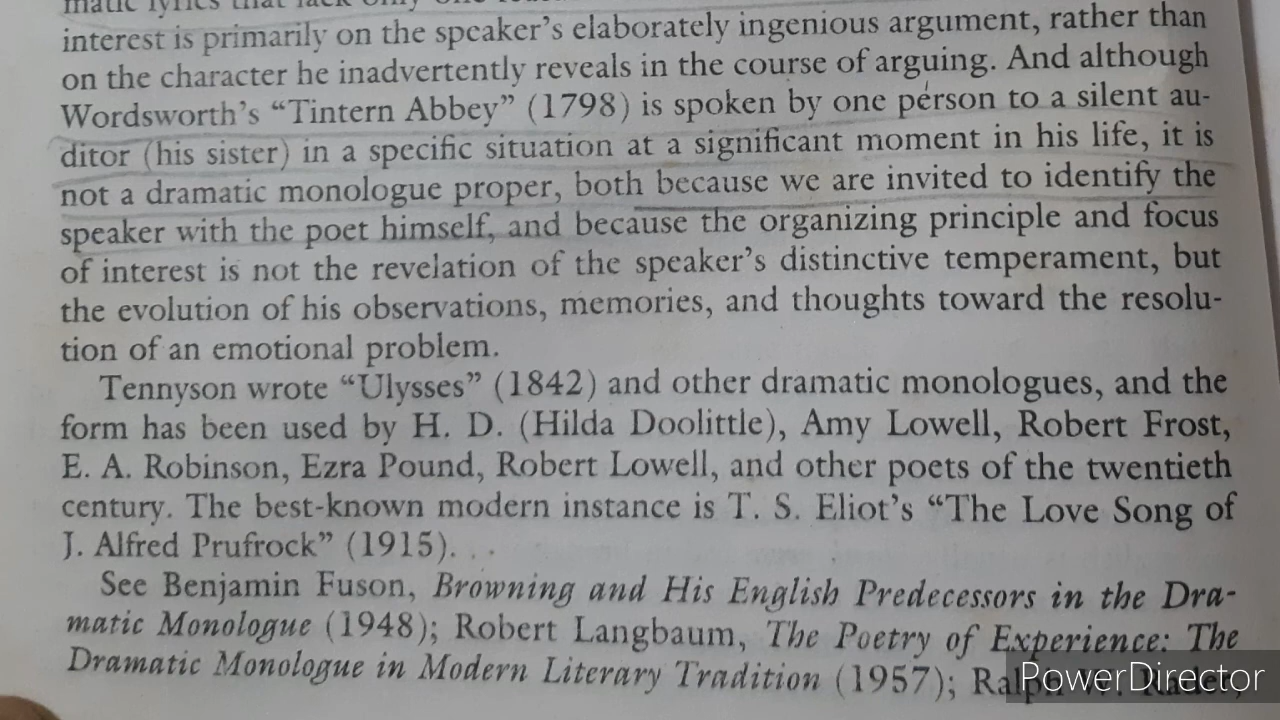 matic lyrics that lack only one
interest is primarily on the speaker's elaborately ingenious argument, rather than
on the character he inadvertently reveals in the course of arguing. And although
Wordsworth's “Tintern Abbey” (1798) is spoken by one person to a silent au-
ditor (his sister) in a specific situation at a significant moment in his life, it is
not a dramatic monologue proper, both because we are invited to identify the
speaker with the poet himself, and because the organizing principle and focus
of interest is not the revelation of the speaker's distinctive temperament, but
the evolution of his observations, memories, and thoughts toward the resolu-
tion of an emotional problem.
Tennyson wrote “Ulysses” (1842) and other dramatic monologues, and the
form has been used by H. D. (Hilda Doolittle), Amy Lowell, Robert Frost,
E. A. Robinson, Ezra Pound, Robert Lowell, and other poets of the twentieth
century. The best-known modern instance is T. S. Eliot's “The Love Song of
J. Alfred Prufrock” (1915).
See Benjamin Fuson, Browning and His English Predecessors in the Dra-
matic Monologue (1948); Robert Langbaum, The Poetry of Experience: The
Dramatic Monologue in Modern Literary Tradition (1957); Ralph W.
PowerDirector